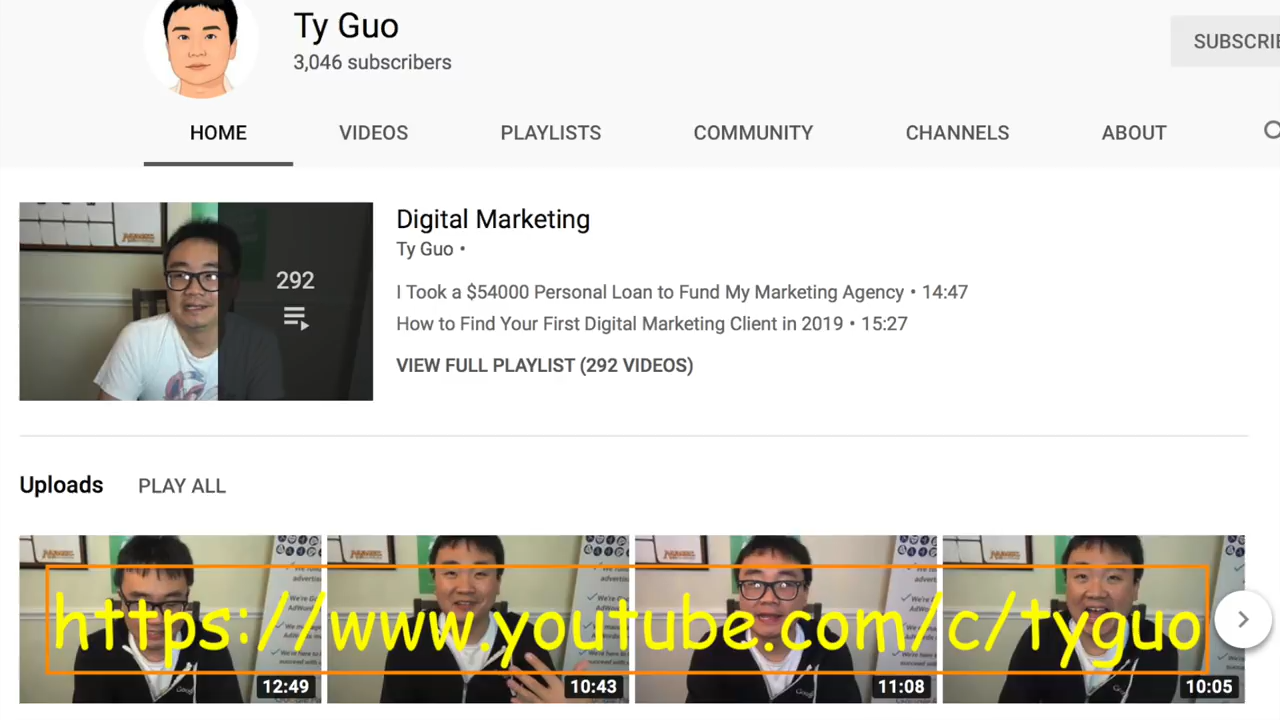 Ty Guo
3,046 subscribers
SUBSCRIB
HOME VIDEOS PLAYLISTS COMMUNITY CHANNELS ABOUT
292
Digital Marketing
Ty Guo •
I Took a $54000 Personal Loan to Fund My Marketing Agency • 14:47
How to Find Your First Digital Marketing Client in 2019 • 15:27
VIEW FULL PLAYLIST (292 VIDEOS)
Uploads PLAY ALL
https://www.youtube.com/c/tyguo
12:49 10:43 11:08 10:05